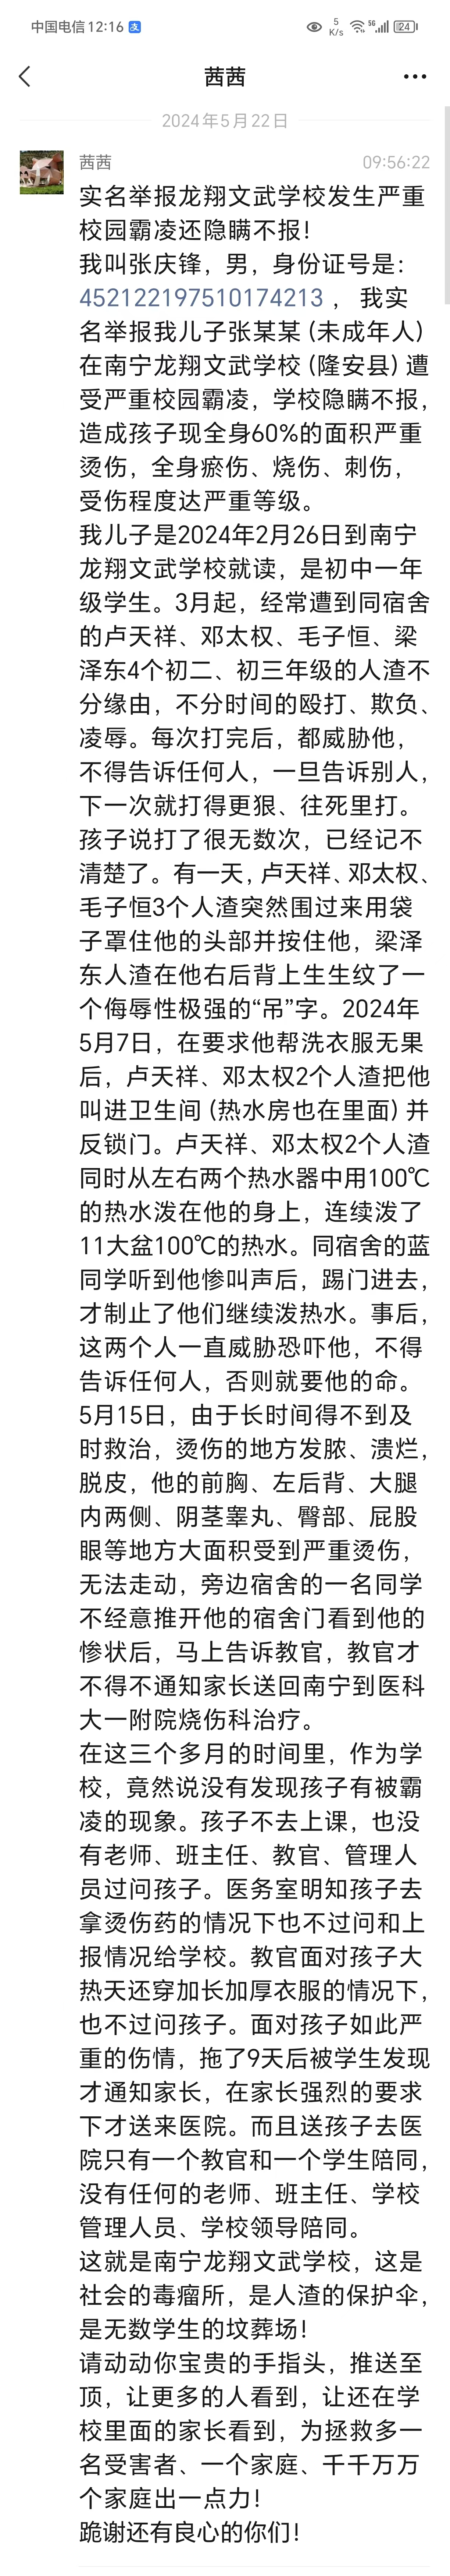 中国电信 12:16
5
K/s
5G
24
茜茜
2024年5月22日
茜茜
09:56:22
实名举报龙翔文武学校发生严重
校园霸凌还隐瞒不报!
我叫张庆锋，男，身份证号是：
452122197510174213 ， 我实
名举报我儿子张某某 (未成年人)
在南宁龙翔文武学校 (隆安县) 遭
受严重校园霸凌，学校隐瞒不报，
造成孩子现全身60%的面积严重
烫伤，全身瘀伤、烧伤、刺伤，
受伤程度达严重等级。
我儿子是2024年2月26日到南宁
龙翔文武学校就读，是初中一年
级学生。3月起，经常遭到同宿舍
的卢天祥、邓太权、毛子恒、梁
泽东4个初二、初三年级的人渣不
分缘由，不分时间的殴打、欺负、
凌辱。每次打完后，都威胁他，
不得告诉任何人，一旦告诉别人，
下一次就打得更狠、往死里打。
孩子说打了很无数次，已经记不
清楚了。有一天，卢天祥、邓太权、
毛子恒3个人渣突然围过来用袋
子罩住他的头部并按住他，梁泽
东人渣在他右后背上生生纹了一
个侮辱性极强的“吊”字。2024年
5月7日，在要求他帮洗衣服无果
后，卢天祥、邓太权2个人渣把他
叫进卫生间 (热水房也在里面) 并
反锁门。卢天祥、邓太权2个人渣
同时从左右两个热水器中用100℃
的热水泼在他的身上，连续泼了
11大盆100℃的热水。同宿舍的蓝
同学听到他惨叫声后，踢门进去，
才制止了他们继续泼热水。事后，
这两个人一直威胁恐吓他，不得
告诉任何人，否则就要他的命。
5月15日，由于长时间得不到及
时救治，烫伤的地方发脓、溃烂，
脱皮，他的前胸、左后背、大腿
内两侧、阴茎睾丸、臀部、屁股
眼等地方大面积受到严重烫伤，
无法走动，旁边宿舍的一名同学
不经意推开他的宿舍门看到他的
惨状后，马上告诉教官，教官才
不得不通知家长送回南宁到医科
大一附院烧伤科治疗。
在这三个多月的时间里，作为学
校，竟然说没有发现孩子有被霸
凌的现象。孩子不去上课，也没
有老师、班主任、教官、管理人
员过问孩子。医务室明知孩子去
拿烫伤药的情况下也不过问和上
报情况给学校。教官面对孩子大
热天还穿加长加厚衣服的情况下，
也不过问孩子。面对孩子如此严
重的伤情，拖了9天后被学生发现
才通知家长，在家长强烈的要求
下才送来医院。而且送孩子去医
院只有一个教官和一个学生陪同，
没有任何的老师、班主任、学校
管理人员、学校领导陪同。
这就是南宁龙翔文武学校，这是
社会的毒瘤所，是人渣的保护伞，
是无数学生的坟葬场!
请动动你宝贵的手指头，推送至
顶，让更多的人看到，让还在学
校里面的家长看到，为拯救多一
名受害者、一个家庭、千千万万
个家庭出一点力!
跪谢还有良心的你们!